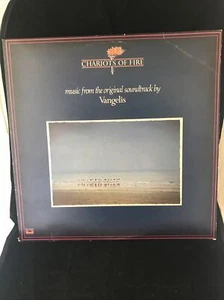 CHARIOTS OF FIRE
music from the original soundtrack by
Vangelis